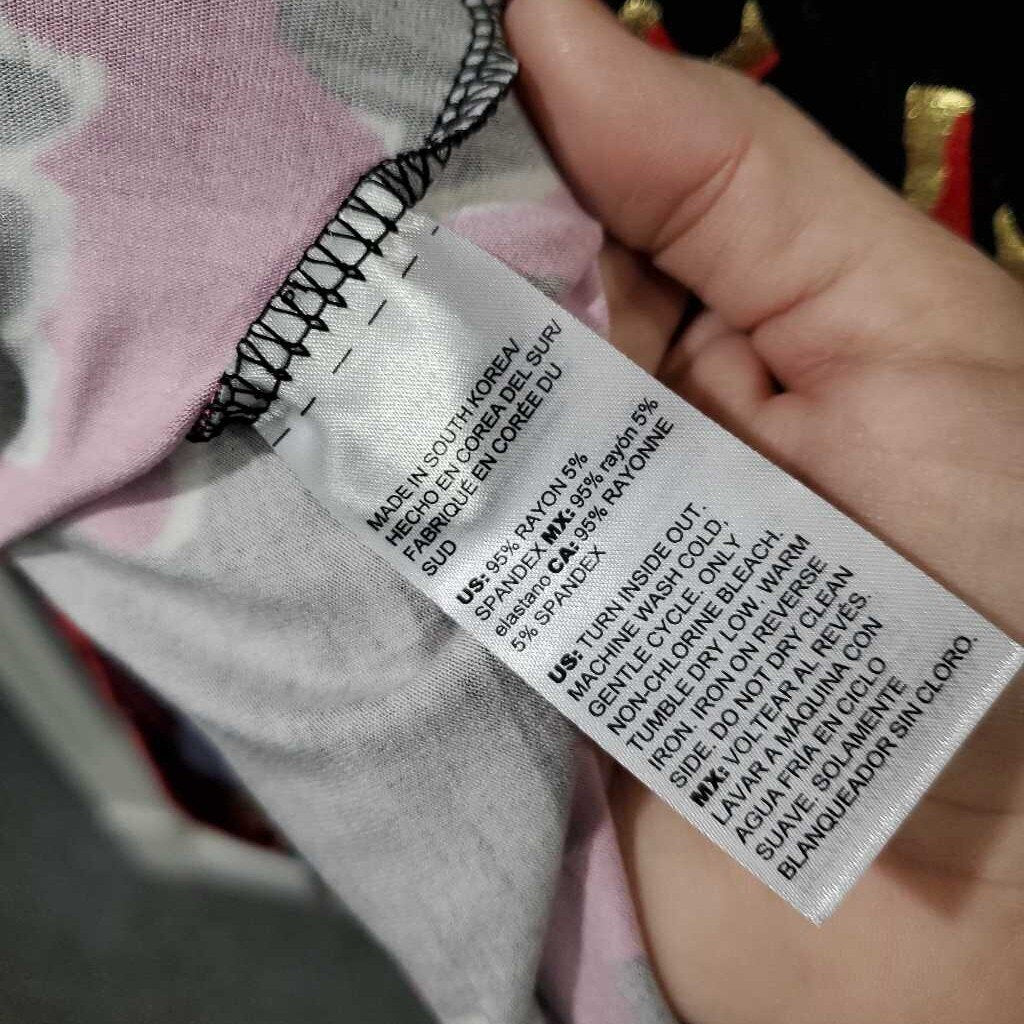 MADE IN SOUTH KOREA/
HECHO EN COREA DEL SUR/
FABRIQUÉ EN CORÉE DU
SUD
US: 95% RAYON 5%
SPANDEX MX: 95% rayón 5%
elastano CA: 95% RAYONNE
5% SPANDEX
US: TURN INSIDE OUT.
MACHINE WASH COLD,
GENTLE CYCLE. ONLY
NON-CHLORINE BLEACH.
TUMBLE DRY LOW. WARM
IRON. IRON ON REVERSE
SIDE. DO NOT DRY CLEAN
MX: VOLTEAR AL REVÉS.
LAVAR A MÁQUINA CON
AGUA FRÍA EN CICLO
SUAVE. SOLAMENTE
BLANQUEADOR SIN CLORO.